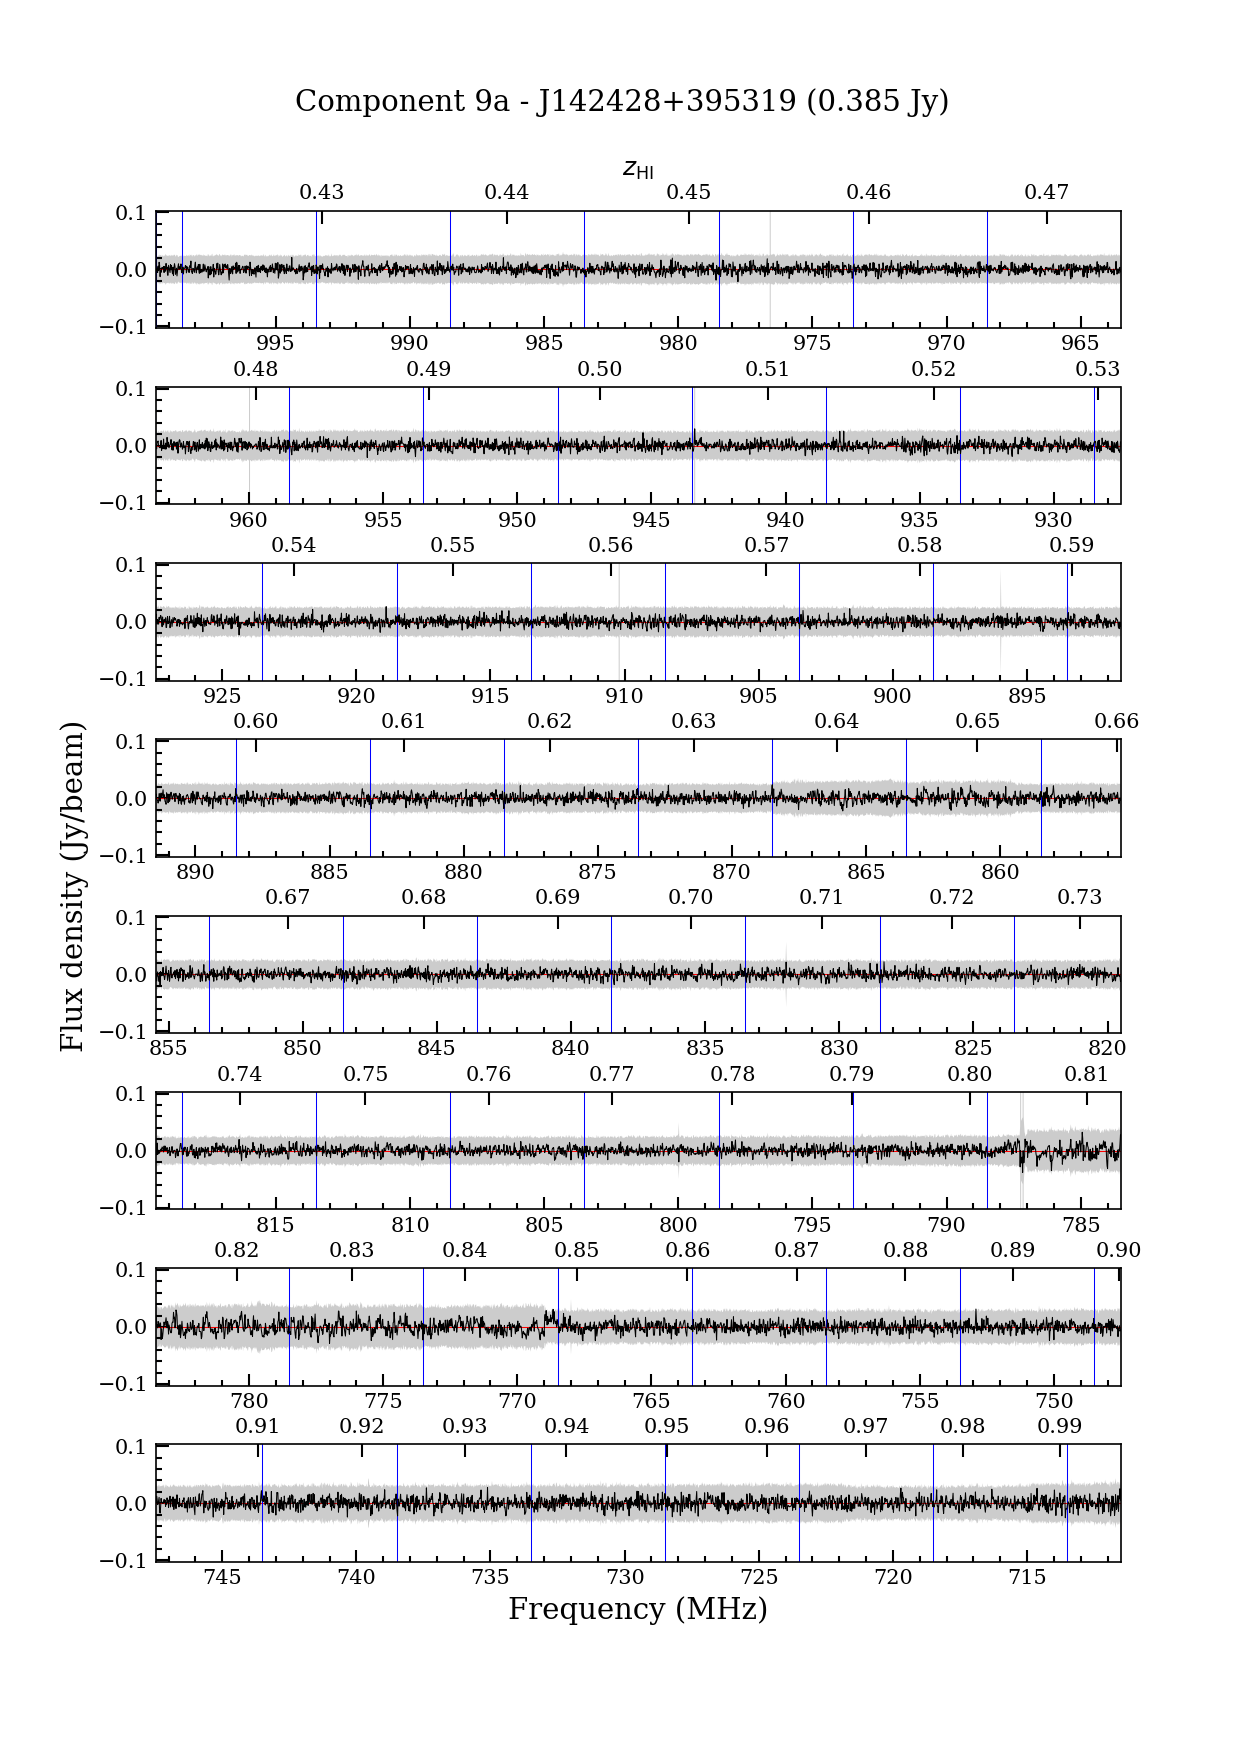 Component 9a - J142428+395319 (0.385 Jy)
zHI
0.43 0.44 0.45 0.46 0.47
0.1
0.0
−0.1
995 990 985 980 975 970 965
0.48 0.49 0.50 0.51 0.52 0.53
0.1
0.0
−0.1
960 955 950 945 940 935 930
0.54 0.55 0.56 0.57 0.58 0.59
0.1
0.0
−0.1
925 920 915 910 905 900 895
0.60 0.61 0.62 0.63 0.64 0.65 0.66
0.1
0.0
−0.1
890 885 880 875 870 865 860
Flux density (Jy/beam)
0.67 0.68 0.69 0.70 0.71 0.72 0.73
0.1
0.0
−0.1
855 850 845 840 835 830 825 820
0.74 0.75 0.76 0.77 0.78 0.79 0.80 0.81
0.1
0.0
−0.1
815 810 805 800 795 790 785
0.82 0.83 0.84 0.85 0.86 0.87 0.88 0.89 0.90
0.1
0.0
−0.1
780 775 770 765 760 755 750
0.91 0.92 0.93 0.94 0.95 0.96 0.97 0.98 0.99
0.1
0.0
−0.1
745 740 735 730 725 720 715
Frequency (MHz)